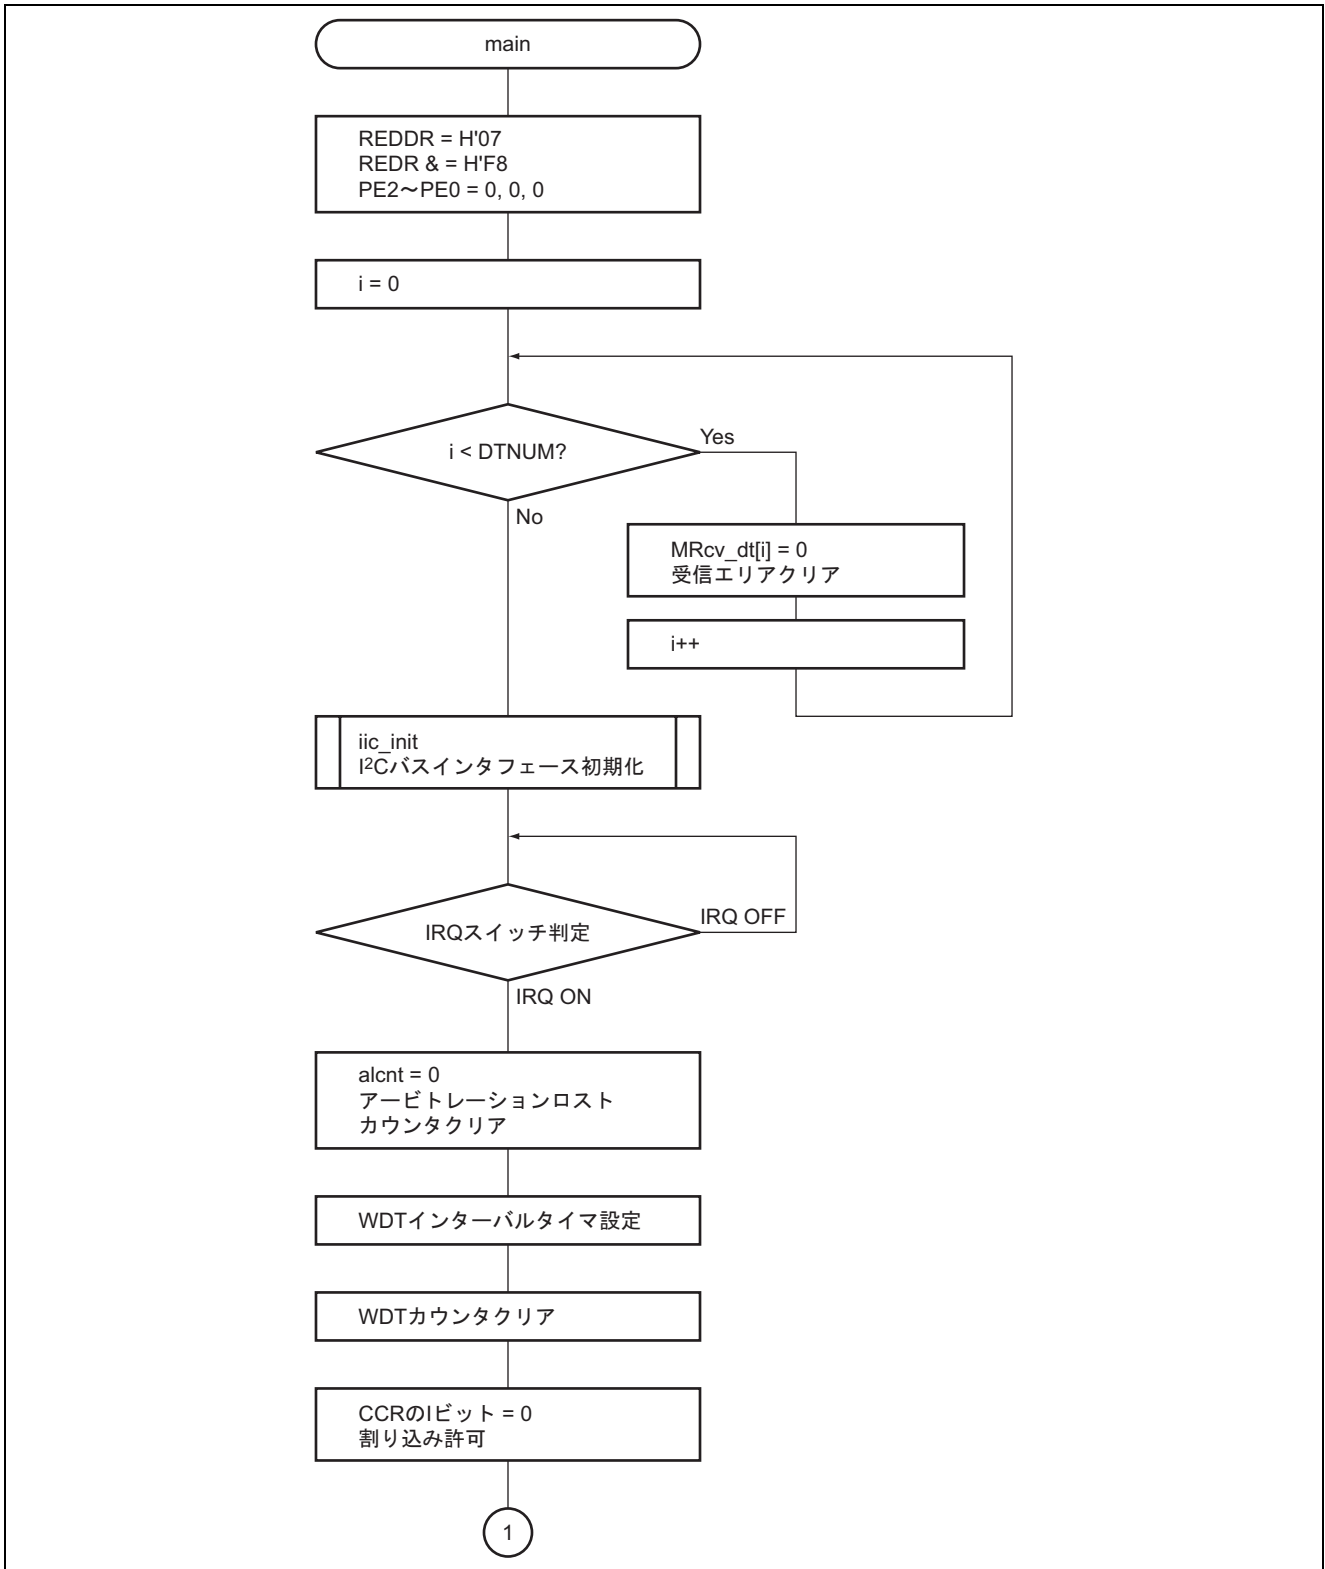 main
REDDR = H'07
REDR & = H'F8
PE2～PE0 = 0, 0, 0
i = 0
i < DTNUM?
Yes
No
MRcv_dt[i] = 0
受信エリアクリア
i++
iic_init
I²Cバスインタフェース初期化
IRQスイッチ判定
IRQ OFF
IRQ ON
alcnt = 0
アービトレーションロスト
カウンタクリア
WDTインターバルタイマ設定
WDTカウンタクリア
CCRのIビット = 0
割り込み許可
1